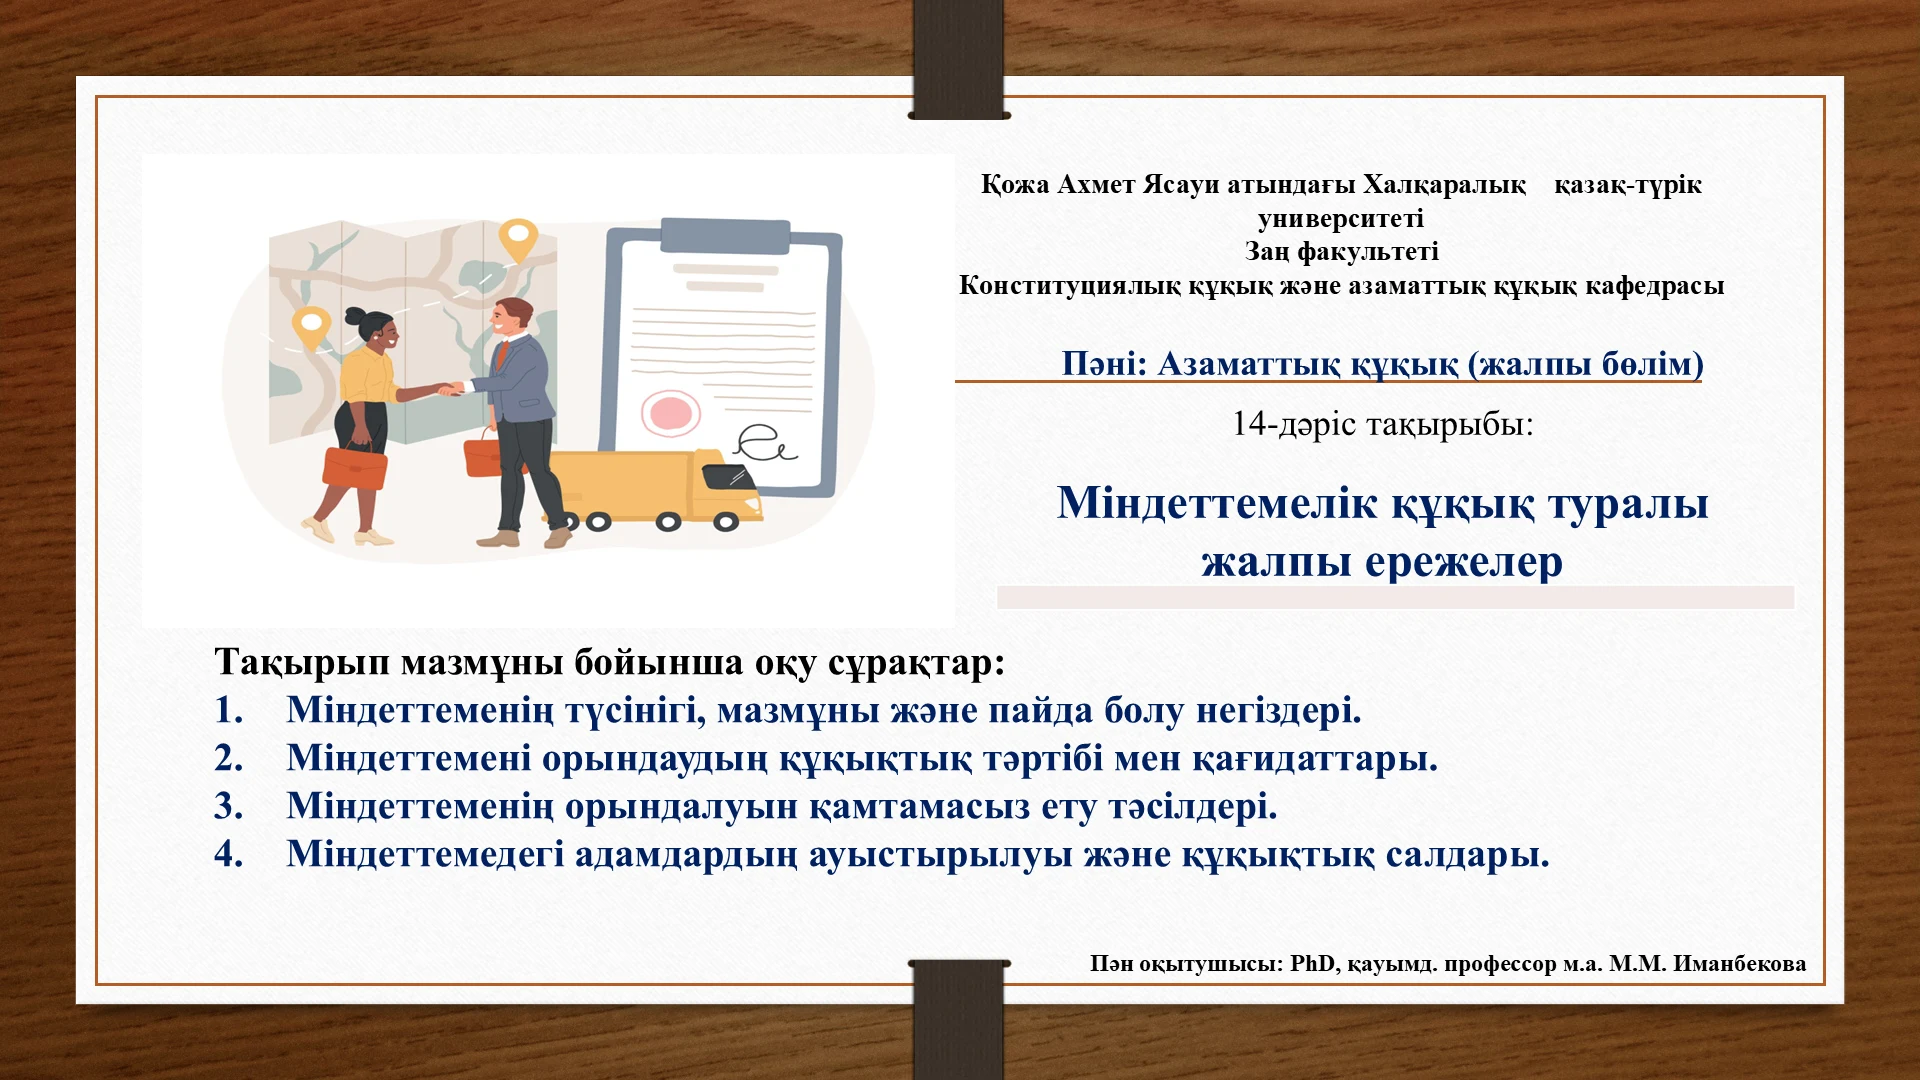 Қожа Ахмет Ясауи атындағы Халқаралық қазақ-түрік
университеті
Заң факультеті
Конституциялық құқық және азаматтық құқық кафедрасы
Пәні: Азаматтық құқық (жалпы бөлім)
14-дәріс тақырыбы:
Міндеттемелік құқық туралы
жалпы ережелер
Тақырып мазмұны бойынша оқу сұрақтар:
1. Міндеттеменің түсінігі, мазмұны және пайда болу негіздері.
2. Міндеттемені орындаудың құқықтық тәртібі мен қағидаттары.
3. Міндеттеменің орындалуын қамтамасыз ету тәсілдері.
4. Міндеттемедегі адамдардың ауыстырылуы және құқықтық салдары.
Пән оқытушысы: PhD, қауымд. профессор м.а. М.М. Иманбекова